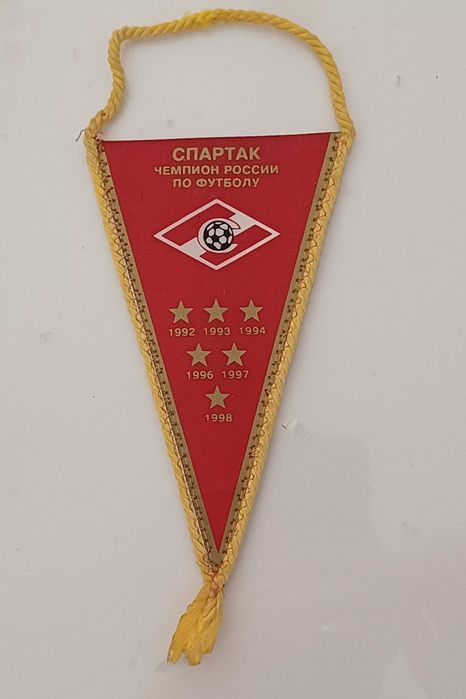 СПАРТАК
ЧЕМПИОН РОССИИ
ПО ФУТБОЛУ
С
1992 1993 1994
1996 1997
1998